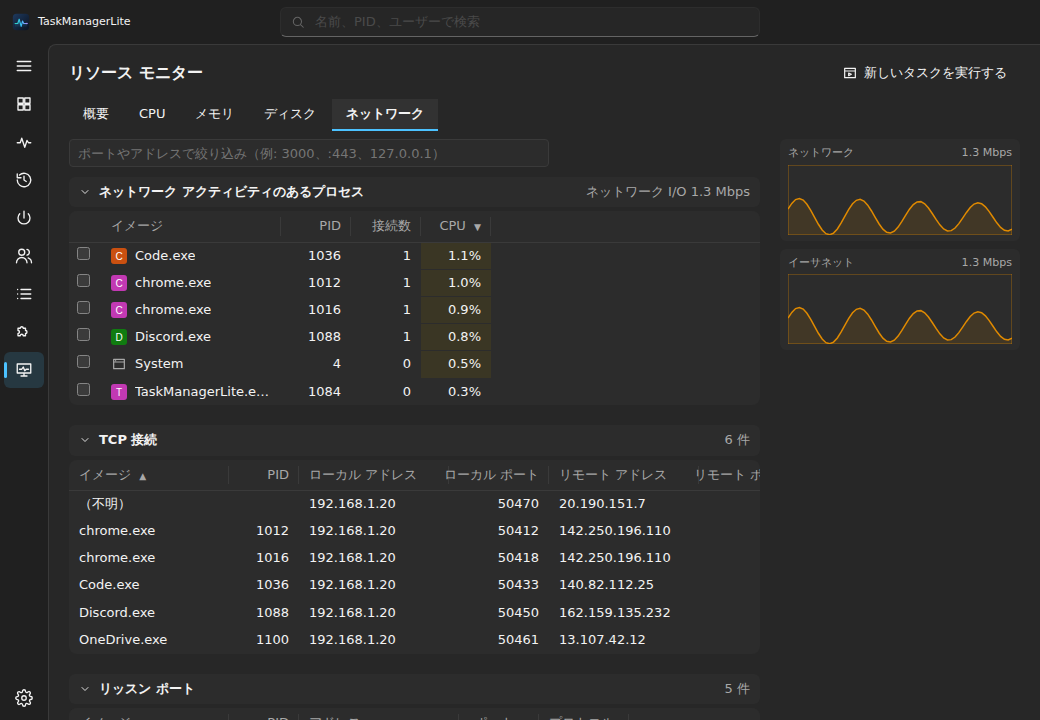 TaskManagerLite
名前、PID、ユーザーで検索
リソース モニター
新しいタスクを実行する
概要 CPU メモリ ディスク ネットワーク
ポートやアドレスで絞り込み（例: 3000、:443、127.0.0.1）
ネットワーク アクティビティのあるプロセス ネットワーク I/O 1.3 Mbps
イメージ PID 接続数 CPU ▼
C Code.exe 1036 1 1.1%
C chrome.exe 1012 1 1.0%
C chrome.exe 1016 1 0.9%
D Discord.exe 1088 1 0.8%
System 4 0 0.5%
T TaskManagerLite.e… 1084 0 0.3%
TCP 接続 6 件
イメージ ▲ PID ローカル アドレス ローカル ポート リモート アドレス リモート ポ
（不明） 192.168.1.20 50470 20.190.151.7
chrome.exe 1012 192.168.1.20 50412 142.250.196.110
chrome.exe 1016 192.168.1.20 50418 142.250.196.110
Code.exe 1036 192.168.1.20 50433 140.82.112.25
Discord.exe 1088 192.168.1.20 50450 162.159.135.232
OneDrive.exe 1100 192.168.1.20 50461 13.107.42.12
リッスン ポート 5 件
ネットワーク 1.3 Mbps
イーサネット 1.3 Mbps